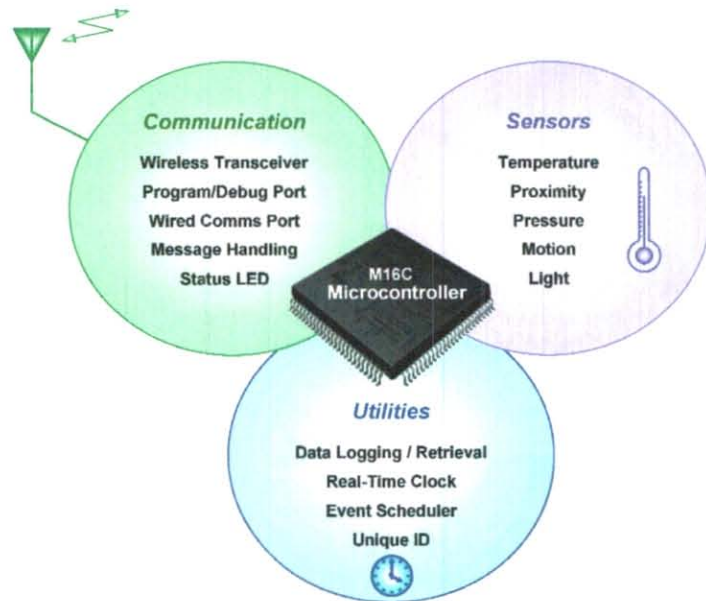 Communication
Wireless Transceiver
Program/Debug Port
Wired Comms Port
Message Handling
Status LED
Sensors
Temperature
Proximity
Pressure
Motion
Light
M16C
Microcontroller
Utilities
Data Logging / Retrieval
Real-Time Clock
Event Scheduler
Unique ID